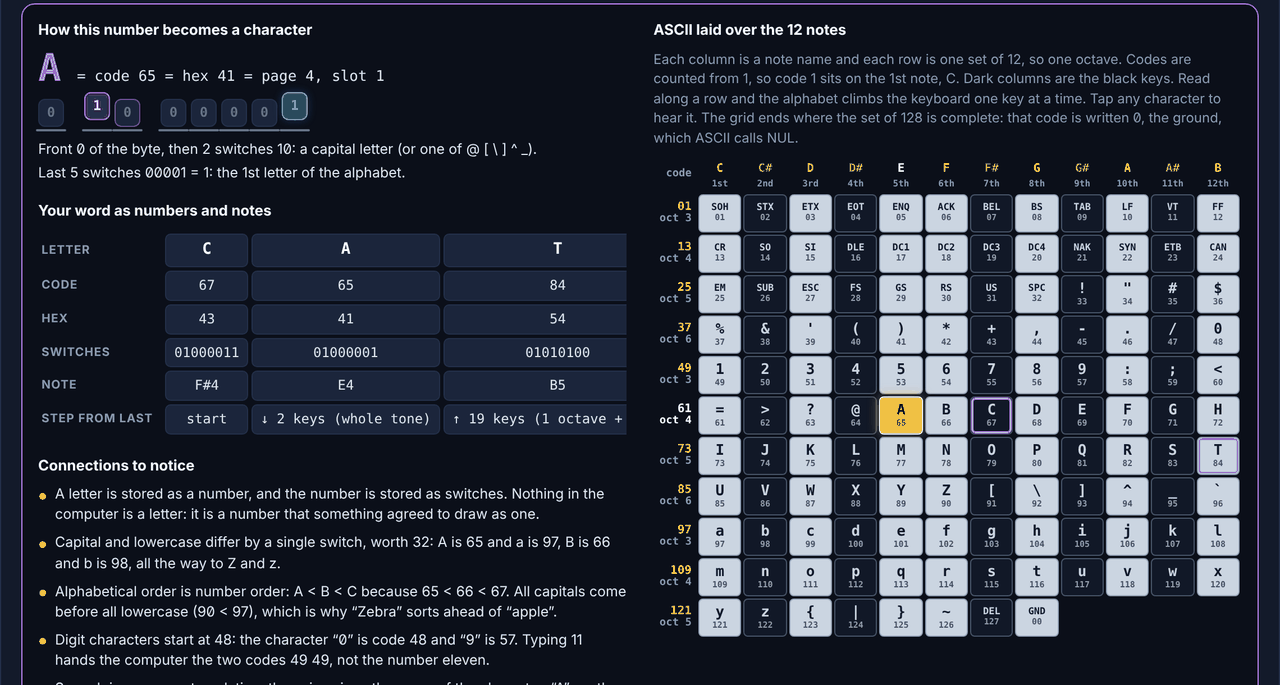 How this number becomes a character
A = code 65 = hex 41 = page 4, slot 1
0 1 0 0 0 0 0 1
Front 0 of the byte, then 2 switches 10: a capital letter (or one of @ [ \ ] ^ _).
Last 5 switches 00001 = 1: the 1st letter of the alphabet.
Your word as numbers and notes
LETTER C A T
CODE 67 65 84
HEX 43 41 54
SWITCHES 01000011 01000001 01010100
NOTE F#4 E4 B5
STEP FROM LAST start ↓ 2 keys (whole tone) ↑ 19 keys (1 octave +
Connections to notice
A letter is stored as a number, and the number is stored as switches. Nothing in the
computer is a letter: it is a number that something agreed to draw as one.
Capital and lowercase differ by a single switch, worth 32: A is 65 and a is 97, B is 66
and b is 98, all the way to Z and z.
Alphabetical order is number order: A < B < C because 65 < 66 < 67. All capitals come
before all lowercase (90 < 97), which is why “Zebra” sorts ahead of “apple”.
Digit characters start at 48: the character “0” is code 48 and “9” is 57. Typing 11
hands the computer the two codes 49 49, not the number eleven.
ASCII laid over the 12 notes
Each column is a note name and each row is one set of 12, so one octave. Codes are
counted from 1, so code 1 sits on the 1st note, C. Dark columns are the black keys. Read
along a row and the alphabet climbs the keyboard one key at a time. Tap any character to
hear it. The grid ends where the set of 128 is complete: that code is written 0, the ground,
which ASCII calls NUL.
code C C# D D# E F F# G G# A A# B
1st 2nd 3rd 4th 5th 6th 7th 8th 9th 10th 11th 12th
01 SOH STX ETX EOT ENQ ACK BEL BS TAB LF VT FF
oct 3 01 02 03 04 05 06 07 08 09 10 11 12
13 CR SO SI DLE DC1 DC2 DC3 DC4 NAK SYN ETB CAN
oct 4 13 14 15 16 17 18 19 20 21 22 23 24
25 EM SUB ESC FS GS RS US SPC ! " # $
oct 5 25 26 27 28 29 30 31 32 33 34 35 36
37 % & ' ( ) * + , - . / 0
oct 6 37 38 39 40 41 42 43 44 45 46 47 48
49 1 2 3 4 5 6 7 8 9 : ; <
oct 3 49 50 51 52 53 54 55 56 57 58 59 60
61 = > ? @ A B C D E F G H
oct 4 61 62 63 64 65 66 67 68 69 70 71 72
73 I J K L M N O P Q R S T
oct 5 73 74 75 76 77 78 79 80 81 82 83 84
85 U V W X Y Z [ \ ] ^ _ `
oct 6 85 86 87 88 89 90 91 92 93 94 95 96
97 a b c d e f g h i j k l
oct 3 97 98 99 100 101 102 103 104 105 106 107 108
109 m n o p q r s t u v w x
oct 4 109 110 111 112 113 114 115 116 117 118 119 120
121 y z { | } ~ DEL GND
oct 5 121 122 123 124 125 126 127 00